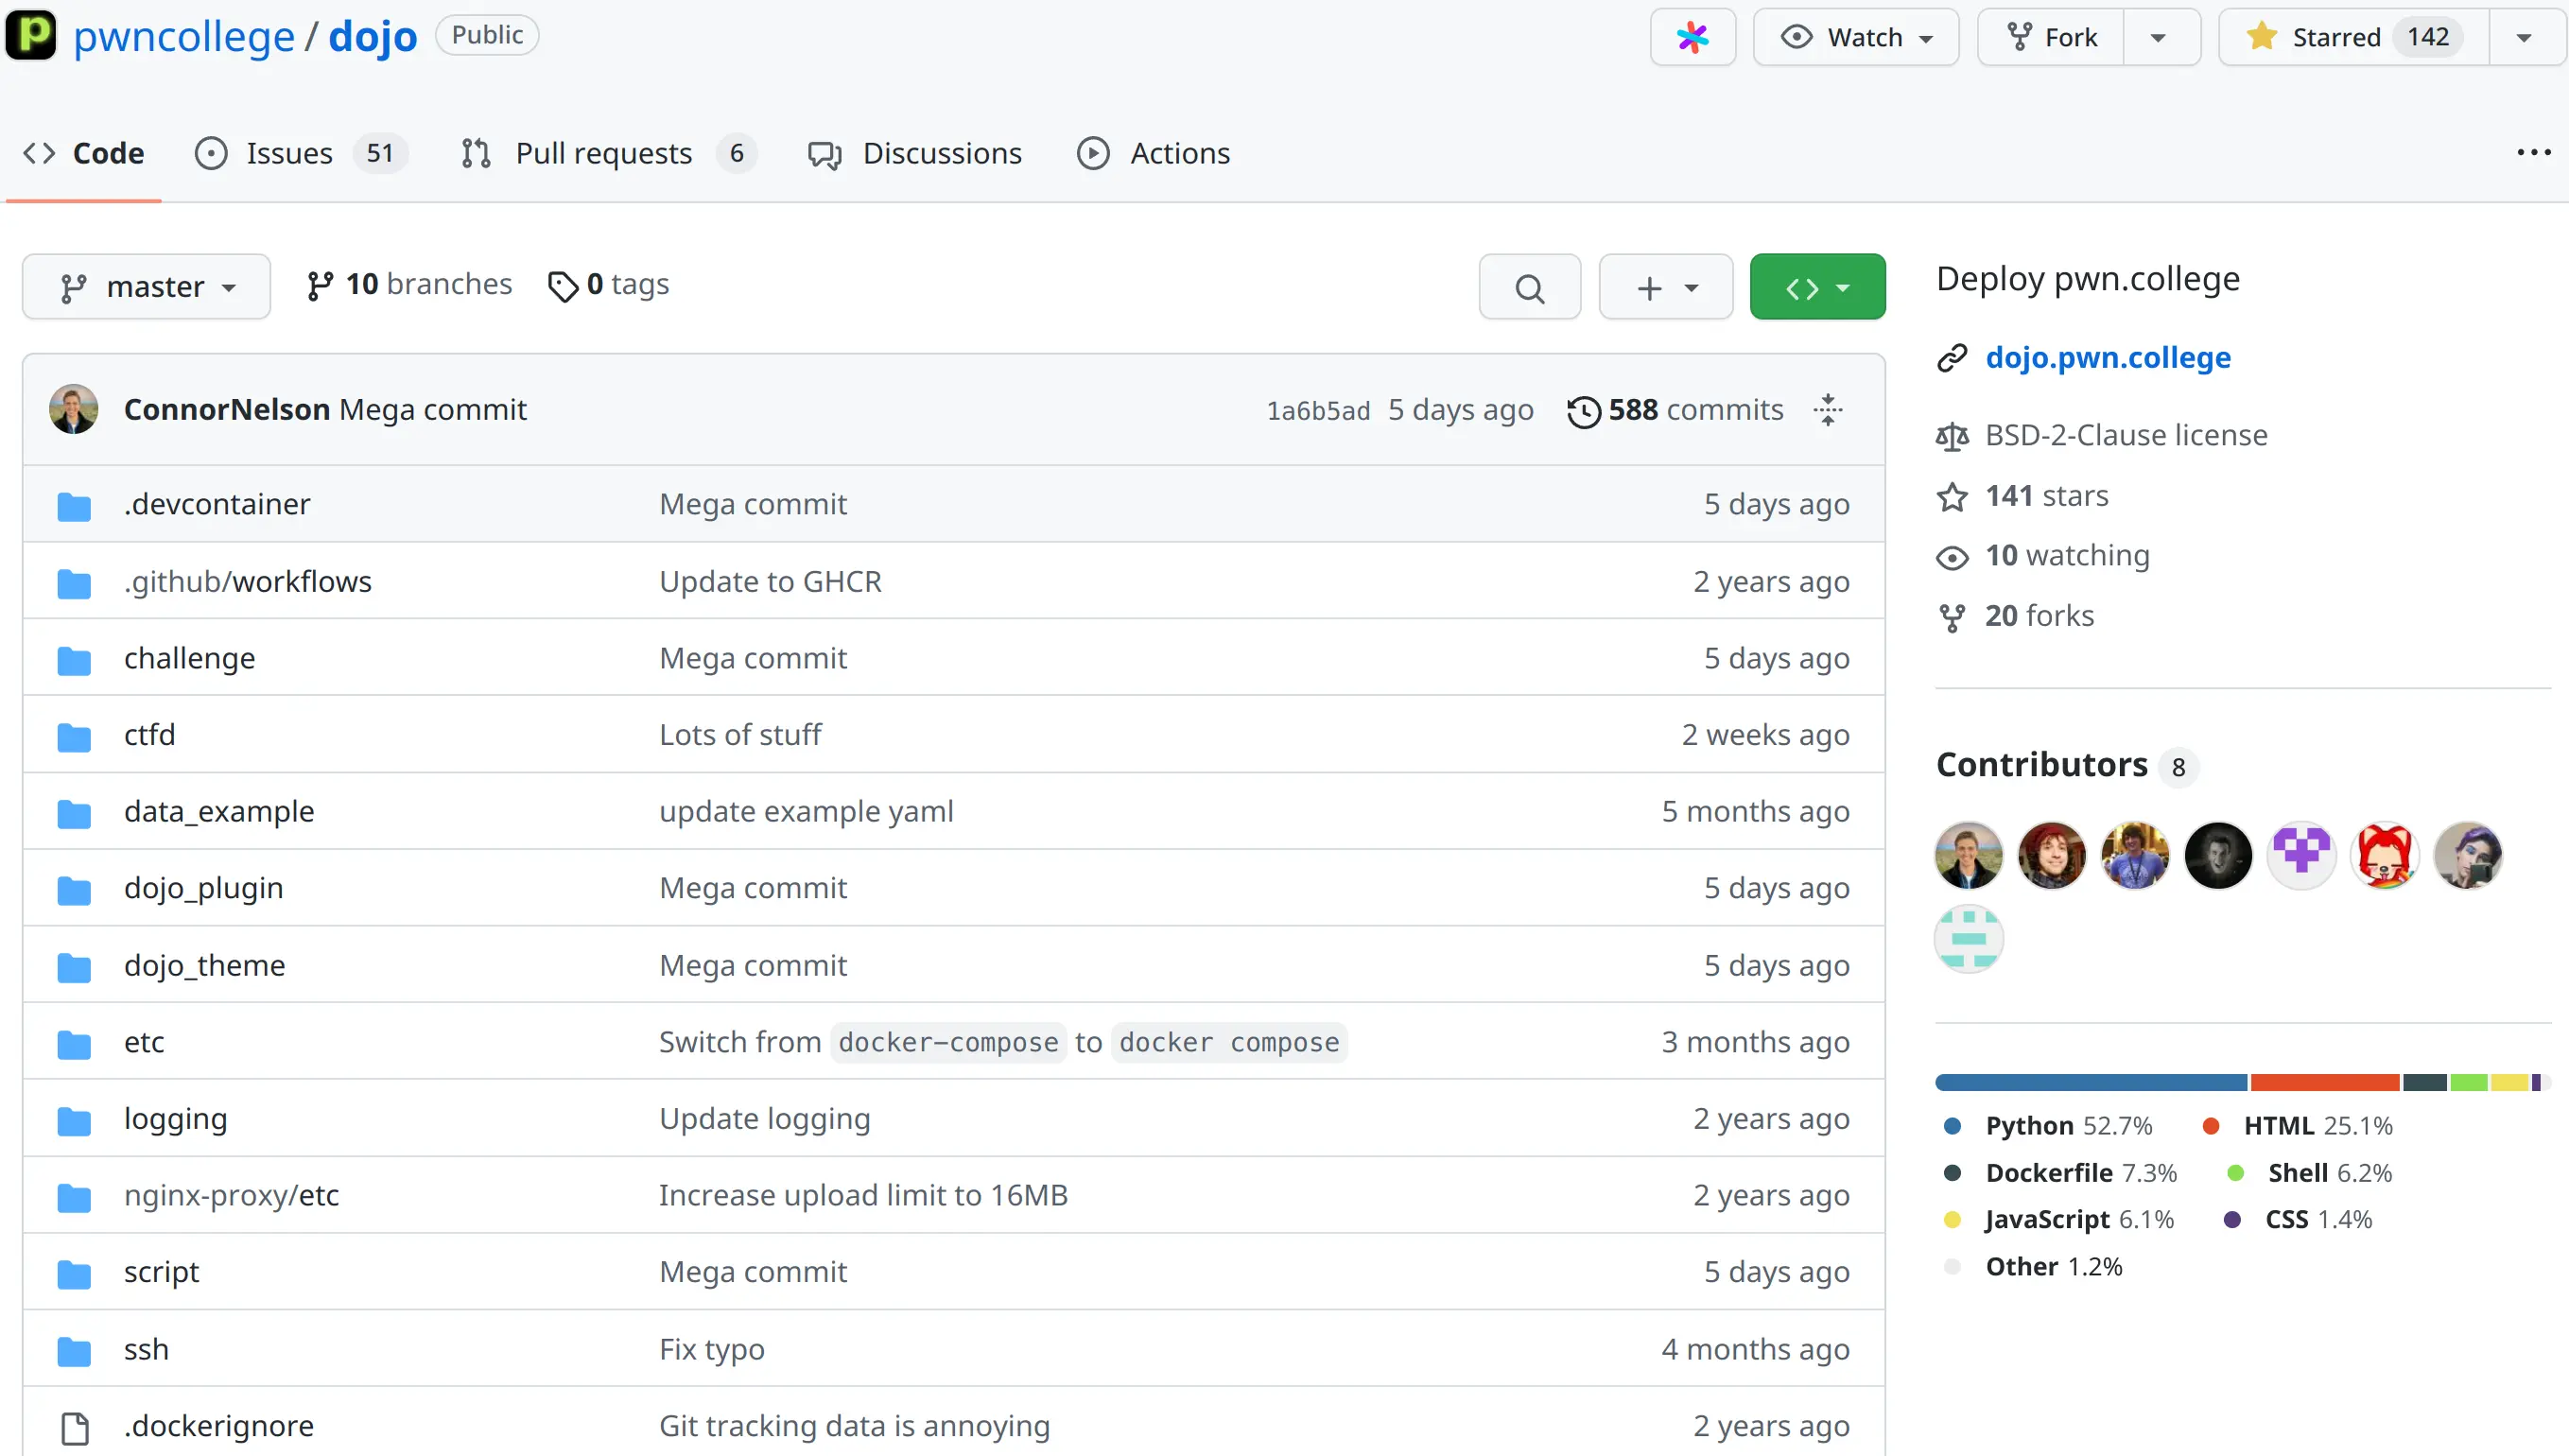 pwncollege / dojo Public
Watch Fork Starred 142
Code Issues 51 Pull requests 6 Discussions Actions
master 10 branches 0 tags
ConnorNelson Mega commit 1a6b5ad 5 days ago 588 commits
.devcontainer Mega commit 5 days ago
.github/workflows Update to GHCR 2 years ago
challenge Mega commit 5 days ago
ctfd Lots of stuff 2 weeks ago
data_example update example yaml 5 months ago
dojo_plugin Mega commit 5 days ago
dojo_theme Mega commit 5 days ago
etc Switch from docker-compose to docker compose 3 months ago
logging Update logging 2 years ago
nginx-proxy/etc Increase upload limit to 16MB 2 years ago
script Mega commit 5 days ago
ssh Fix typo 4 months ago
.dockerignore Git tracking data is annoying 2 years ago
Deploy pwn.college
dojo.pwn.college
BSD-2-Clause license
141 stars
10 watching
20 forks
Contributors 8
Python 52.7% HTML 25.1%
Dockerfile 7.3% Shell 6.2%
JavaScript 6.1% CSS 1.4%
Other 1.2%